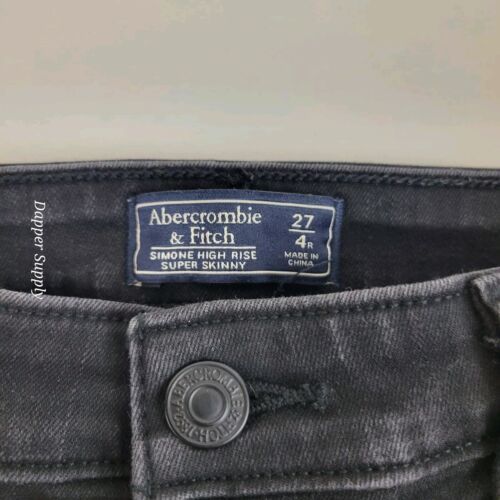 Abercrombie
& Fitch
SIMONE HIGH RISE
SUPER SKINNY
27
4R
MADE IN
CHINA
Dapper Supply
ABERCROMBIE